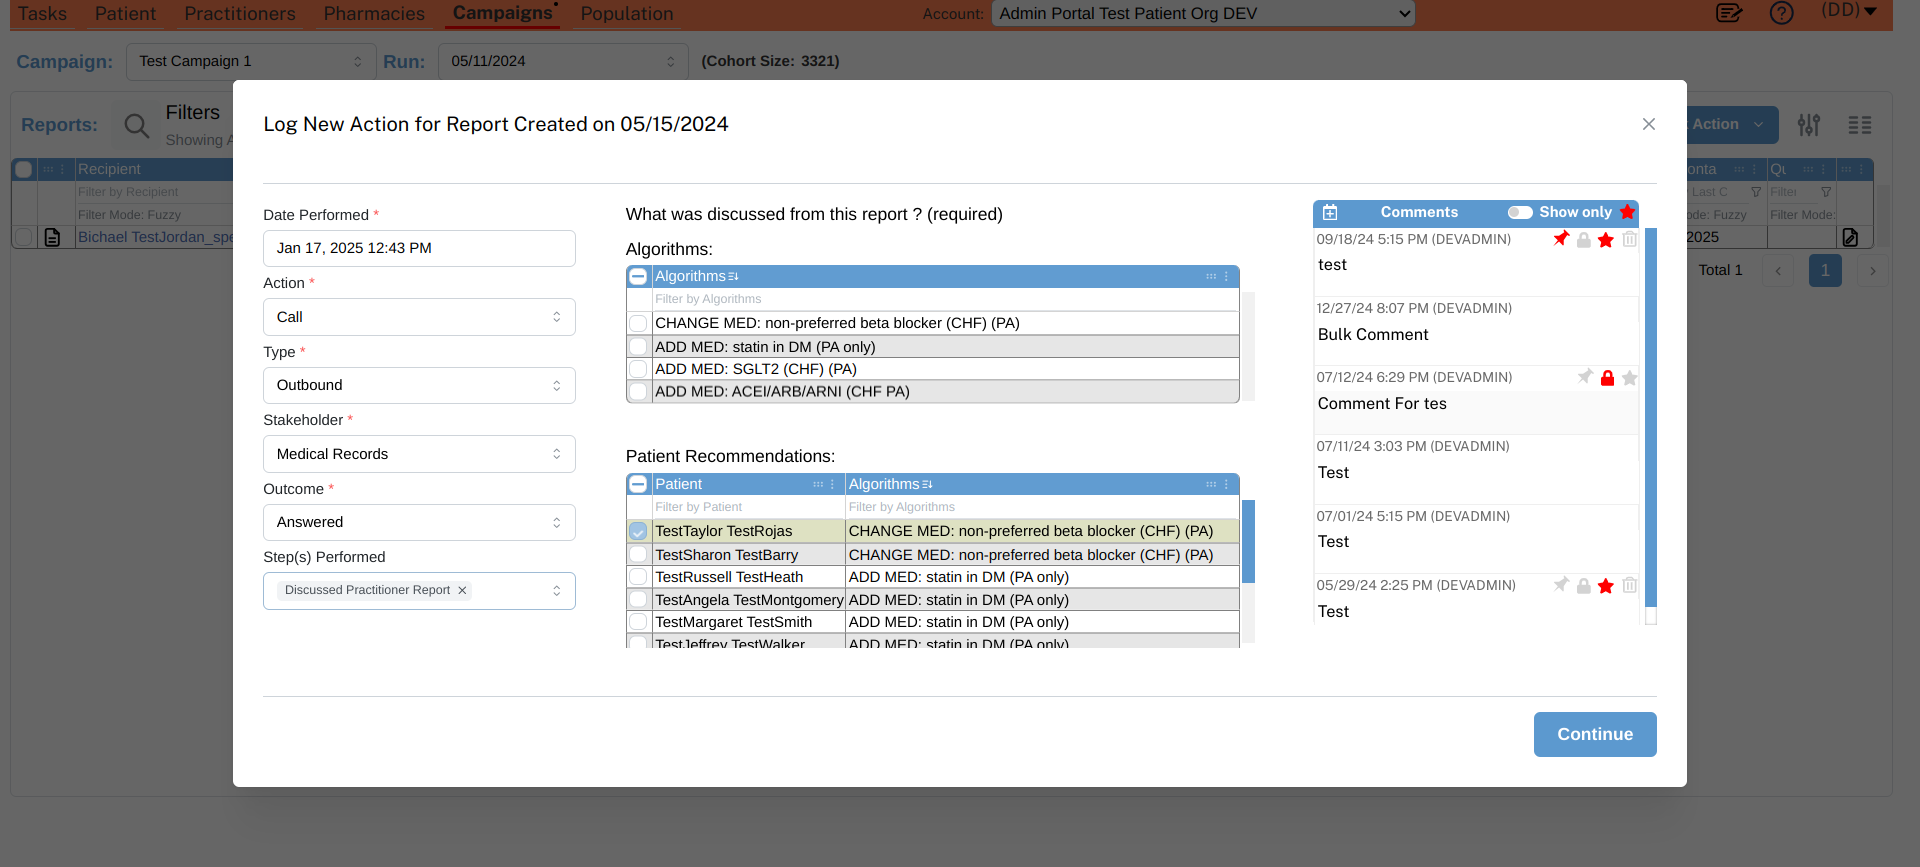 Tasks Patient Practitioners Pharmacies Campaigns Population Account: Admin Portal Test Patient Org DEV (DD)
Campaign: Test Campaign 1 Run: 05/11/2024 (Cohort Size: 3321)
Reports: Filters
Showing
Action
Recipient
Filter by Recipient
Filter Mode: Fuzzy
Bichael TestJordan_spe
Log New Action for Report Created on 05/15/2024
Date Performed *
Jan 17, 2025 12:43 PM
Action *
Call
Type *
Outbound
Stakeholder *
Medical Records
Outcome *
Answered
Step(s) Performed
Discussed Practitioner Report
What was discussed from this report ? (required)
Algorithms:
Algorithms
Filter by Algorithms
CHANGE MED: non-preferred beta blocker (CHF) (PA)
ADD MED: statin in DM (PA only)
ADD MED: SGLT2 (CHF) (PA)
ADD MED: ACEI/ARB/ARNI (CHF PA)
Patient Recommendations:
Patient Algorithms
Filter by Patient Filter by Algorithms
TestTaylor TestRojas CHANGE MED: non-preferred beta blocker (CHF) (PA)
TestSharon TestBarry CHANGE MED: non-preferred beta blocker (CHF) (PA)
TestRussell TestHeath ADD MED: statin in DM (PA only)
TestAngela TestMontgomery ADD MED: statin in DM (PA only)
TestMargaret TestSmith ADD MED: statin in DM (PA only)
TestJeffrey TestWalker ADD MED: statin in DM (PA only)
Comments Show only
09/18/24 5:15 PM (DEVADMIN)
test
12/27/24 8:07 PM (DEVADMIN)
Bulk Comment
07/12/24 6:29 PM (DEVADMIN)
Comment For tes
07/11/24 3:03 PM (DEVADMIN)
Test
07/01/24 5:15 PM (DEVADMIN)
Test
05/29/24 2:25 PM (DEVADMIN)
Test
onta Qu
Last C Filter
ode: Fuzzy Filter Mode:
2025
Total 1 1
Continue